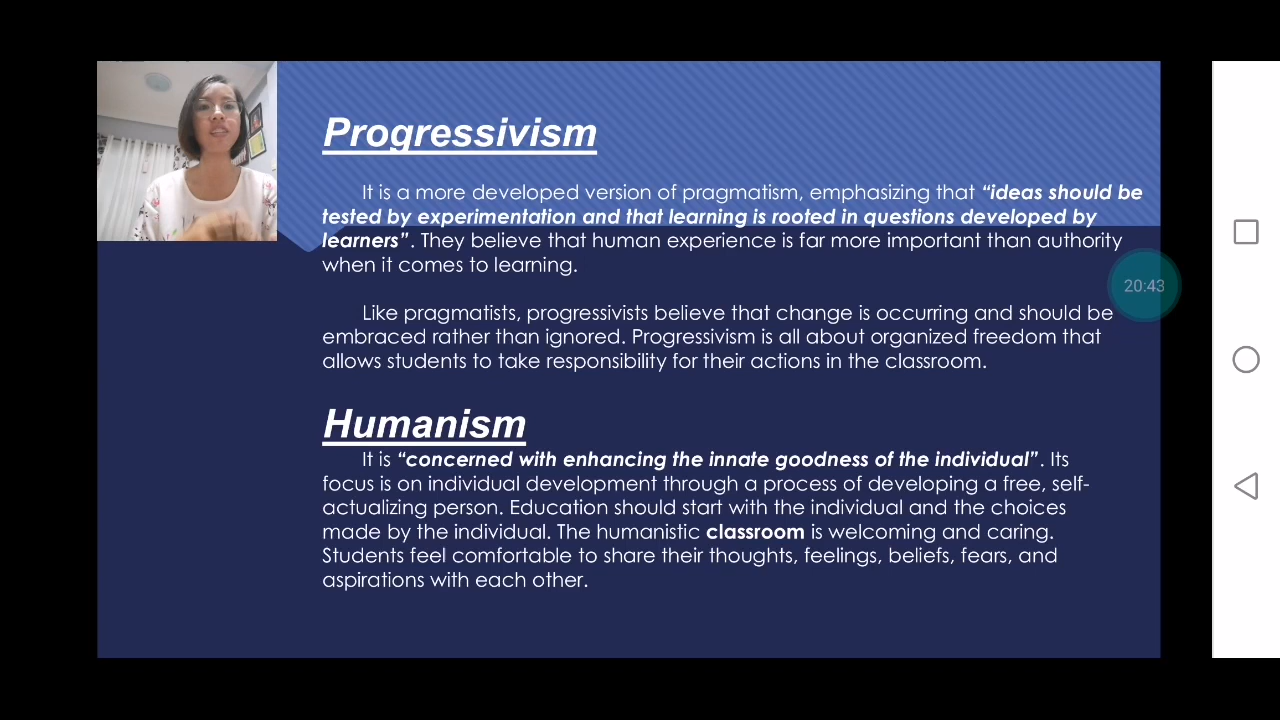 Progressivism
It is a more developed version of pragmatism, emphasizing that “ideas should be
tested by experimentation and that learning is rooted in questions developed by
learners”. They believe that human experience is far more important than authority
when it comes to learning.
20:43
Like pragmatists, progressivists believe that change is occurring and should be
embraced rather than ignored. Progressivism is all about organized freedom that
allows students to take responsibility for their actions in the classroom.
Humanism
It is “concerned with enhancing the innate goodness of the individual”. Its
focus is on individual development through a process of developing a free, self-
actualizing person. Education should start with the individual and the choices
made by the individual. The humanistic classroom is welcoming and caring.
Students feel comfortable to share their thoughts, feelings, beliefs, fears, and
aspirations with each other.